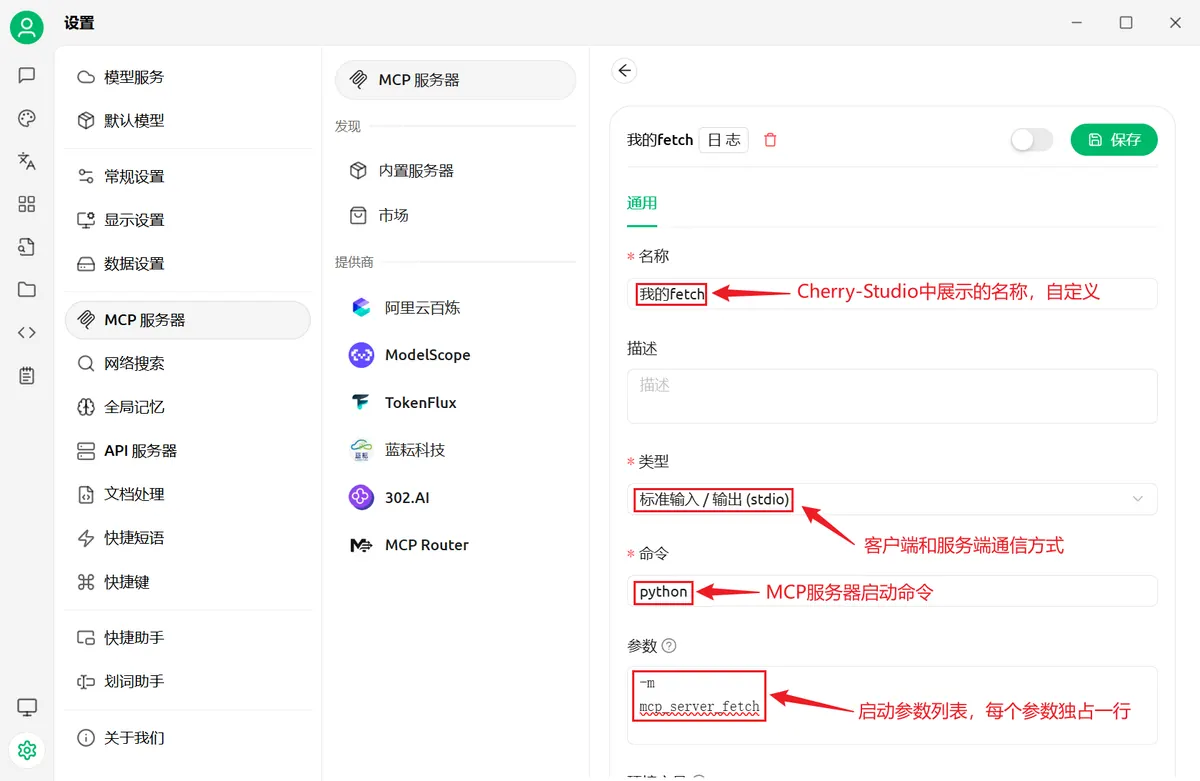 设置
模型服务
默认模型
常规设置
显示设置
数据设置
MCP 服务器
网络搜索
全局记忆
API 服务器
文档处理
快捷短语
快捷键
快捷助手
划词助手
关于我们
MCP 服务器
发现
内置服务器
市场
提供商
阿里云百炼
ModelScope
TokenFlux
蓝耘科技
302.AI
MCP Router
我的fetch 日志 保存
通用
* 名称
我的fetch Cherry-Studio中展示的名称，自定义
描述
描述
* 类型
标准输入 / 输出 (stdio)
客户端和服务端通信方式
* 命令
python MCP服务器启动命令
参数
-m
mcp_server_fetch
启动参数列表，每个参数独占一行